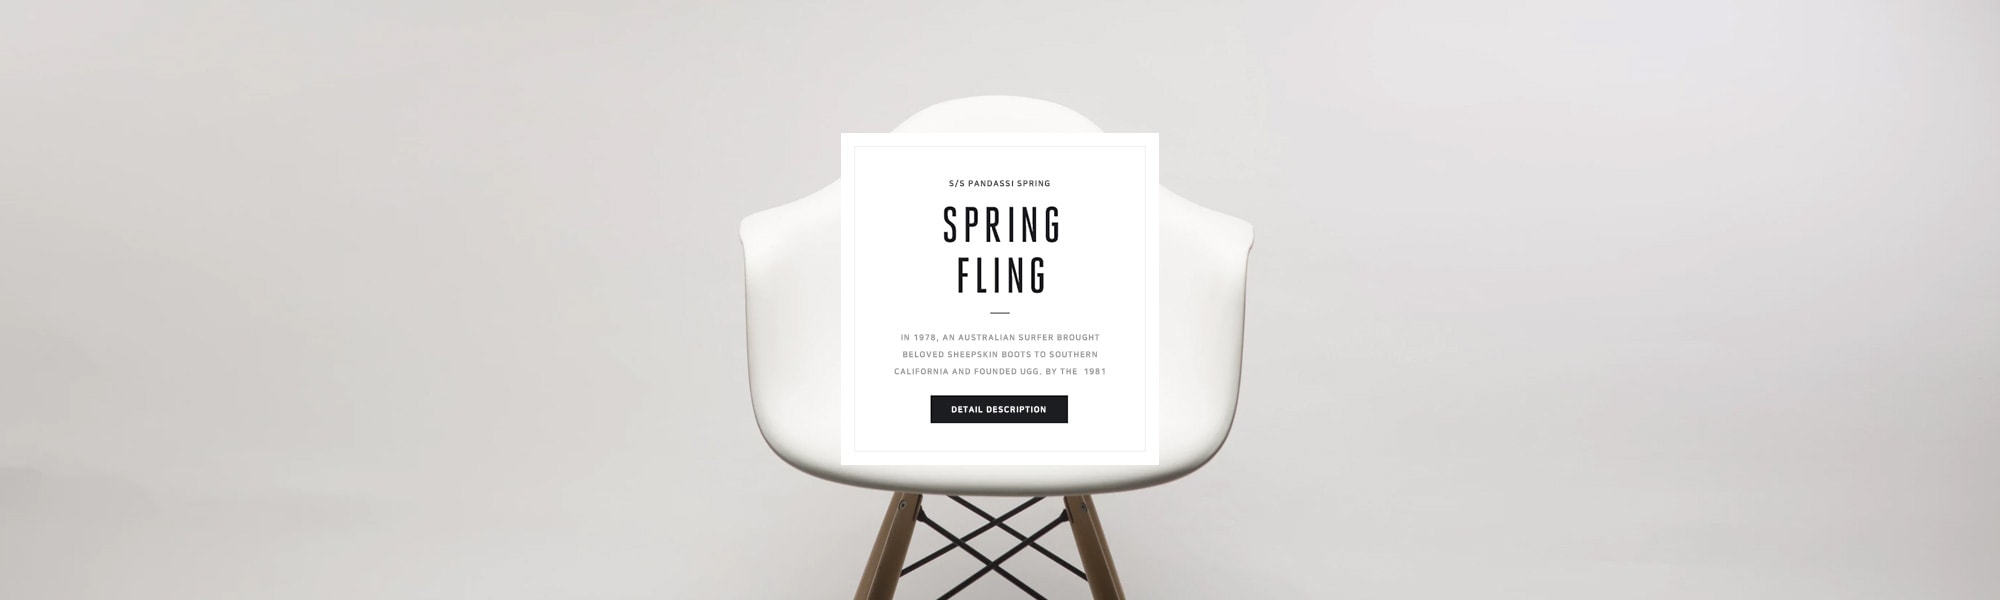 S/S PANDASSI SPRING
SPRING
FLING
IN 1978, AN AUSTRALIAN SURFER BROUGHT
BELOVED SHEEPSKIN BOOTS TO SOUTHERN
CALIFORNIA AND FOUNDED UGG. BY THE 1981
DETAIL DESCRIPTION